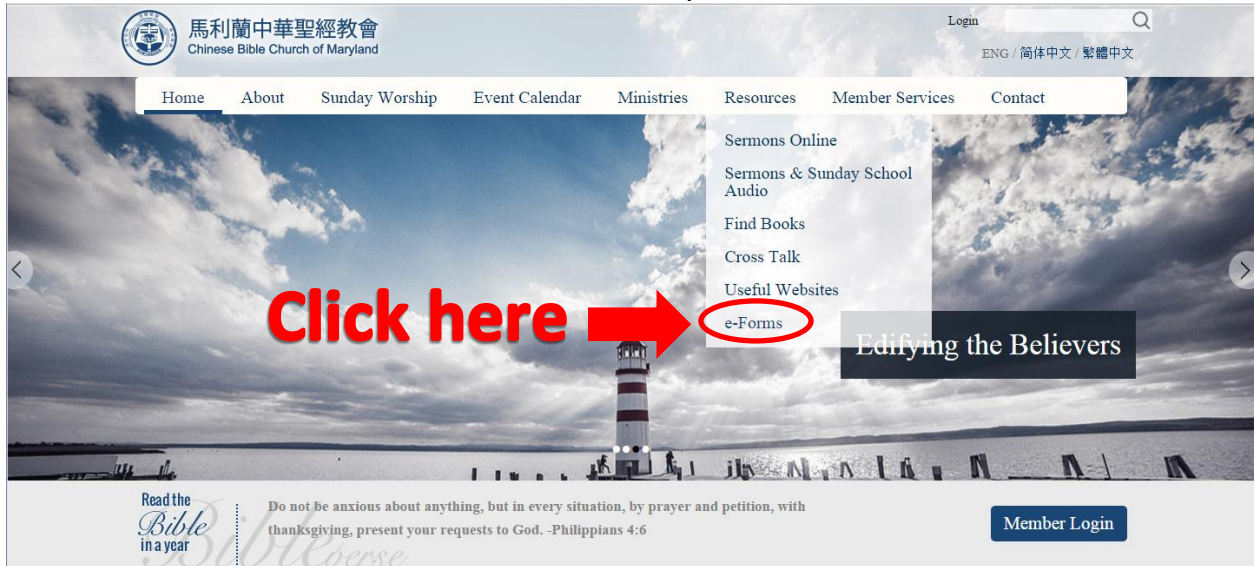 馬利蘭中華聖經教會
Chinese Bible Church of Maryland
Login
ENG / 简体中文 / 繁體中文
Home About Sunday Worship Event Calendar Ministries Resources Member Services Contact
Sermons Online
Sermons & Sunday School
Audio
Find Books
Cross Talk
Useful Websites
e-Forms
Click here
Edifying the Believers
Read the
Bible
in a year
Bible
verse
Do not be anxious about anything, but in every situation, by prayer and petition, with
thanksgiving, present your requests to God. -Philippians 4:6
Member Login